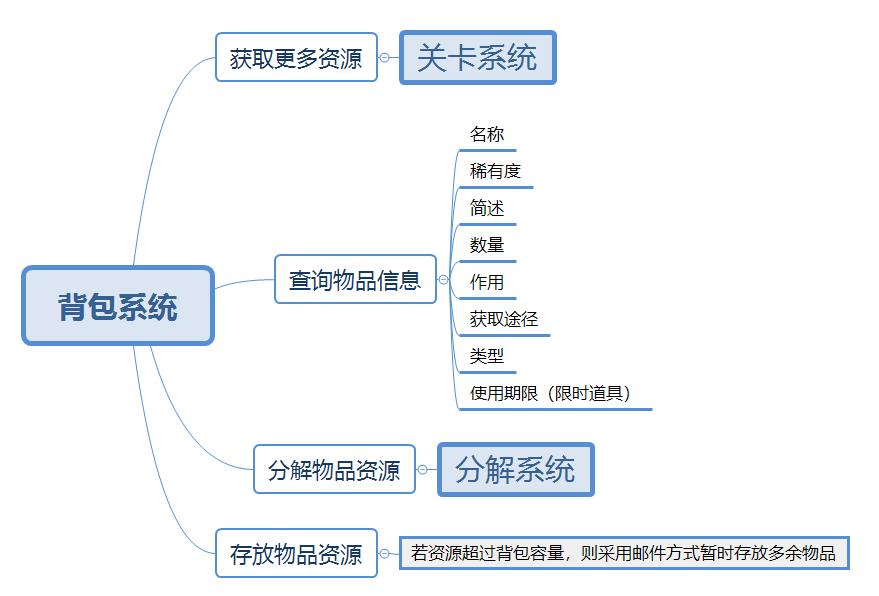 获取更多资源
关卡系统
名称
稀有度
简述
数量
查询物品信息
作用
背包系统
获取途径
类型
使用期限（限时道具）
分解物品资源
分解系统
存放物品资源
若资源超过背包容量，则采用邮件方式暂时存放多余物品